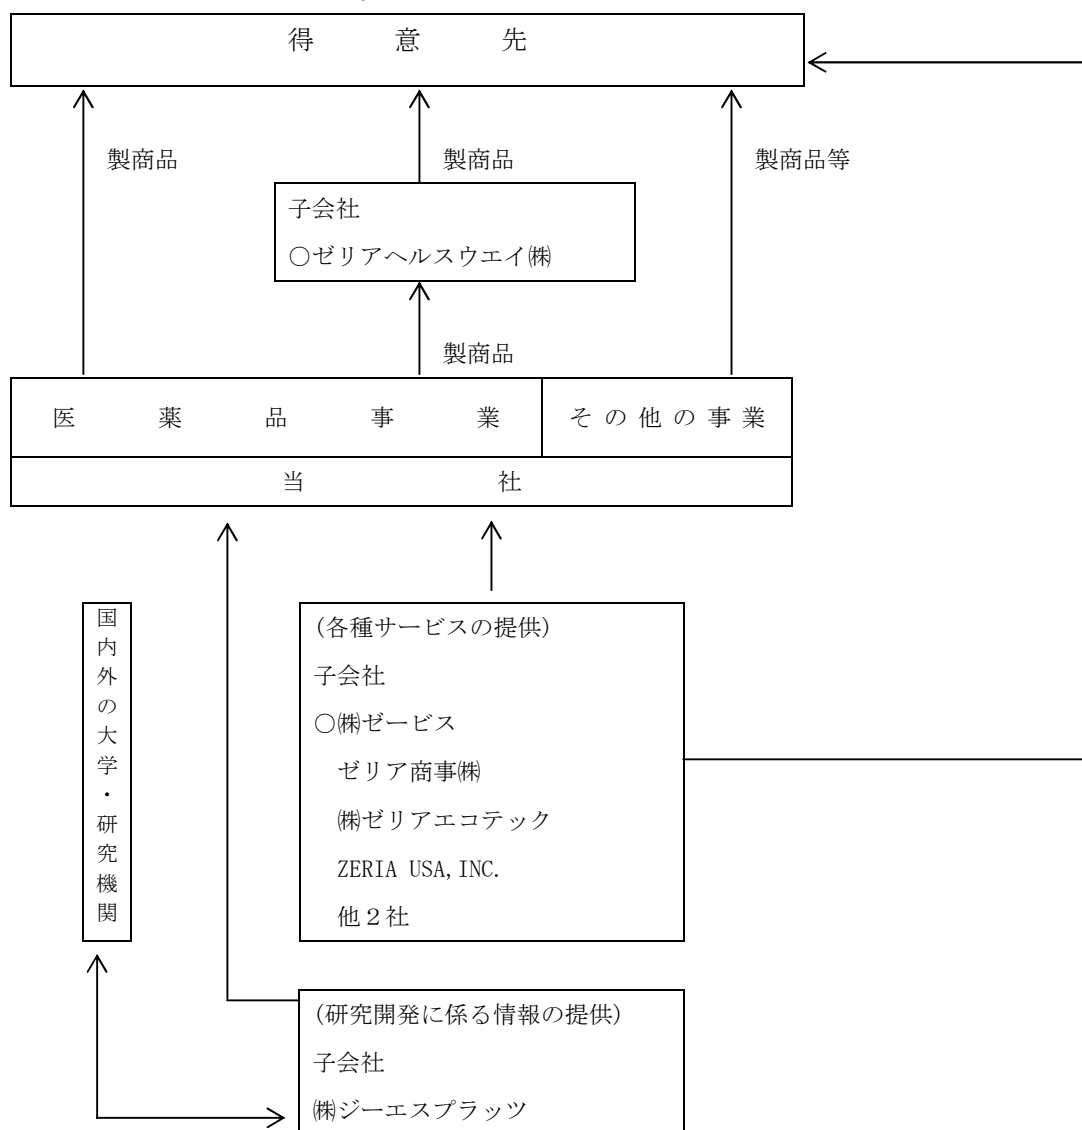 得意先
製商品 製商品 製商品等
子会社
○ゼリアヘルスウエイ㈱
製商品
医薬品事業 その他の事業
当社
国内外の大学・研究機関
(各種サービスの提供)
子会社
○㈱ゼービス
ゼリア商事㈱
㈱ゼリアエコテック
ZERIA USA,INC.
他２社
(研究開発に係る情報の提供)
子会社
㈱ジーエスプラッツ